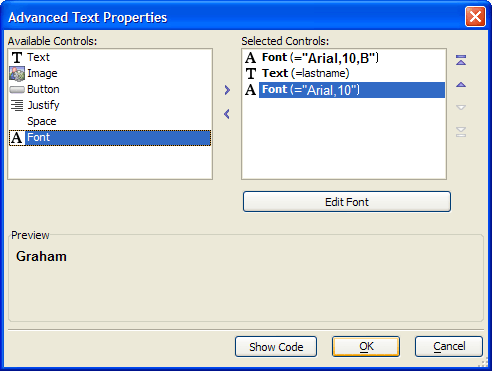 Advanced Text Properties
Available Controls:
Text
Image
Button
Justify
Space
Font
Selected Controls:
Font (="Arial,10,B")
Text (=lastname)
Font (="Arial,10")
Edit Font
Preview
Graham
Show Code
OK
Cancel